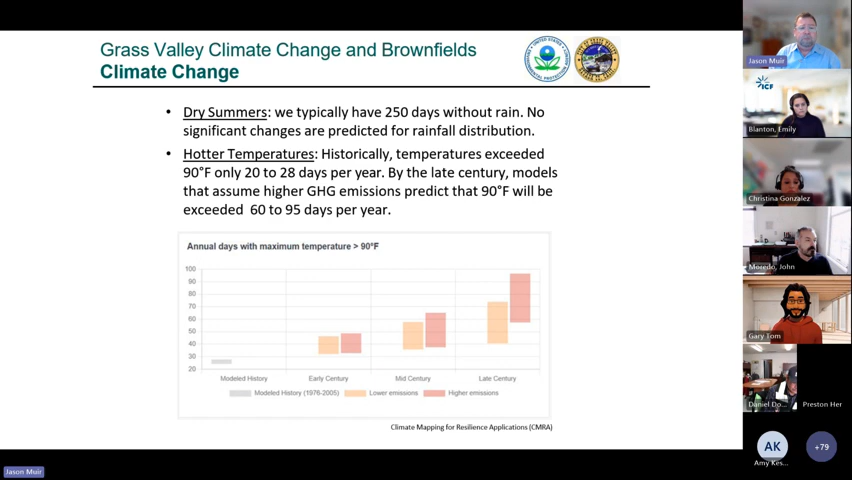 Grass Valley Climate Change and Brownfields
Climate Change
• Dry Summers: we typically have 250 days without rain. No
significant changes are predicted for rainfall distribution.
• Hotter Temperatures: Historically, temperatures exceeded
90°F only 20 to 28 days per year. By the late century, models
that assume higher GHG emissions predict that 90°F will be
exceeded 60 to 95 days per year.
Annual days with maximum temperature > 90ºF
100
90
80
70
60
50
40
30
20
Modeled History
Early Century
Mid Century
Late Century
Modeled History (1976-2005)
Lower emissions
Higher emissions
Climate Mapping for Resilience Applications (CMRA)
Jason Muir
ICF
Blanton, Emily
Christina Gonzalez
Moredo, John
Gary Tom
Daniel Do...
Preston Her
AK
Amy Kes...
+79
Jason Muir